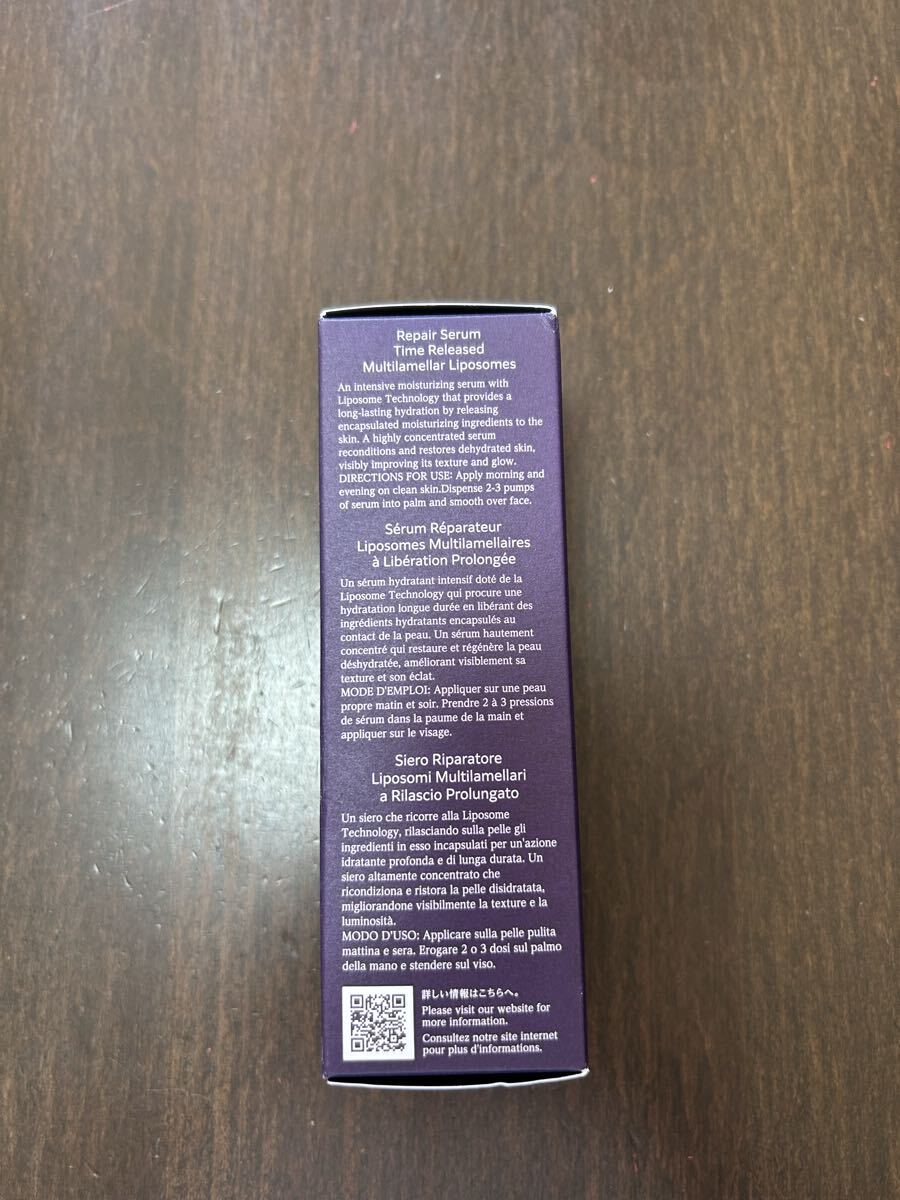 Repair Serum
Time Released
Multilamellar Liposomes
An intensive moisturizing serum with
Liposome Technology that provides a
long-lasting hydration by releasing
encapsulated moisturizing ingredients to the
skin. A highly concentrated serum
reconditions and restores dehydrated skin,
visibly improving its texture and glow.
DIRECTIONS FOR USE: Apply morning and
evening on clean skin.Dispense 2-3 pumps
of serum into palm and smooth over face.
Sérum Réparateur
Liposomes Multilamellaires
à Libération Prolongée
Un sérum hydratant intensif doté de la
Liposome Technology qui procure une
hydratation longue durée en libérant des
ingrédients hydratants encapsulés au
contact de la peau. Un sérum hautement
concentré qui restaure et régénère la peau
déshydratée, améliorant visiblement sa
texture et son éclat.
MODE D'EMPLOI: Appliquer sur une peau
propre matin et soir. Prendre 2 à 3 pressions
de sérum dans la paume de la main et
appliquer sur le visage.
Siero Riparatore
Liposomi Multilamellari
a Rilascio Prolungato
Un siero che ricorre alla Liposome
Technology, rilasciando sulla pelle gli
ingredienti in esso incapsulati per un'azione
idratante profonda e di lunga durata. Un
siero altamente concentrato che
ricondiziona e ristora la pelle disidratata,
migliorandone visibilmente la texture e la
luminosità.
MODO D'USO: Applicare sulla pelle pulita
mattina e sera. Erogare 2 o 3 dosi sul palmo
della mano e stendere sul viso.
詳しい情報はこちらへ。
Please visit our website for
more information.
Consultez notre site internet
pour plus d'informations.